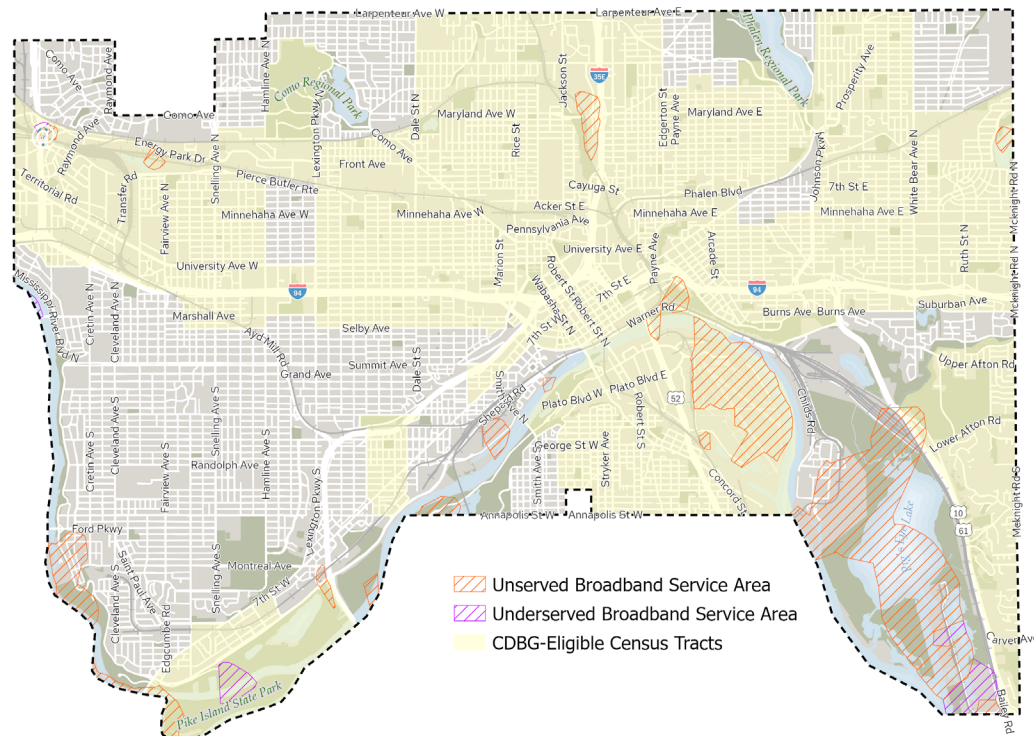 Larpenteur Ave W
Larpenteur Ave E
Como Ave
Raymond Ave
Hamline Ave N
Como Regional Park
Phalen Regional Park
Jackson St
35E
Prosperity Ave
Raymond Ave
Como Ave
Lexington Pkwy N
Dale St N
Maryland Ave W
Edgerton St
Payne Ave
Maryland Ave E
Energy Park Dr
Snelling Ave N
Como Ave
Front Ave
Rice St
Johnson Pkwy
White Bear Ave N
Mcknight Rd N
Territorial Rd
Transfer Rd
Fairview Ave N
Pierce Butler Rte
Cayuga St
Phalen Blvd
7th St E
Minnehaha Ave W
Minnehaha Ave W
Acker St E
Pennsylvania Ave
Minnehaha Ave E
Minnehaha Ave E
University Ave W
Marion St
University Ave E
Payne Ave
Arcade St
Ruth St N
Mcknight Rd N
Mississippi River Blvd N
Cretin Ave N
Cleveland Ave N
94
Robert St N
Robert St N
Wabasha St N
7th St E
94
Suburban Ave
Marshall Ave
Ayd Mill Rd
Selby Ave
7th St W
Warner Rd
Burns Ave
Burns Ave
Summit Ave
Grand Ave
Dale St S
Smith Ave N
Shepard Rd
Plato Blvd W
Plato Blvd E
52
Childs Rd
Upper Afton Rd
Cretin Ave S
Cleveland Ave S
Fairview Ave S
Snelling Ave S
Randolph Ave
Hamline Ave S
Lexington Pkwy S
George St W
Smith Ave S
Stryker Ave
Robert St S
Concord St
Lower Afton Rd
Mcknight Rd S
Ford Pkwy
Annapolis St W
Annapolis St W
Pig's Eye Lake
10
61
Saint Paul Ave
Cleveland Ave S
Edgcumbe Rd
Snelling Ave S
Montreal Ave
7th St W
Unserved Broadband Service Area
Underserved Broadband Service Area
CDBG-Eligible Census Tracts
Carver Ave
Pike Island State Park
Bailey Rd